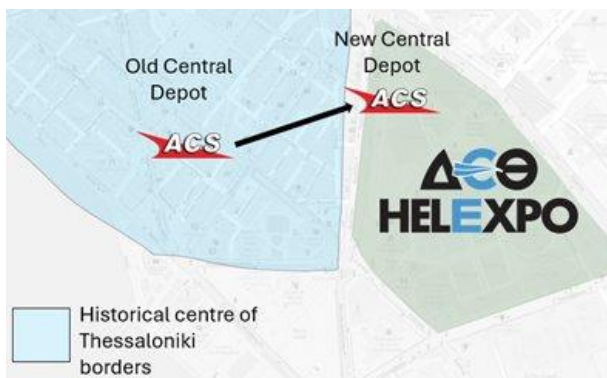 New Central
Depot
Old Central
Depot
ACS
ACS
ΔΕΘ
HELEXPO
Historical centre of
Thessaloniki
borders